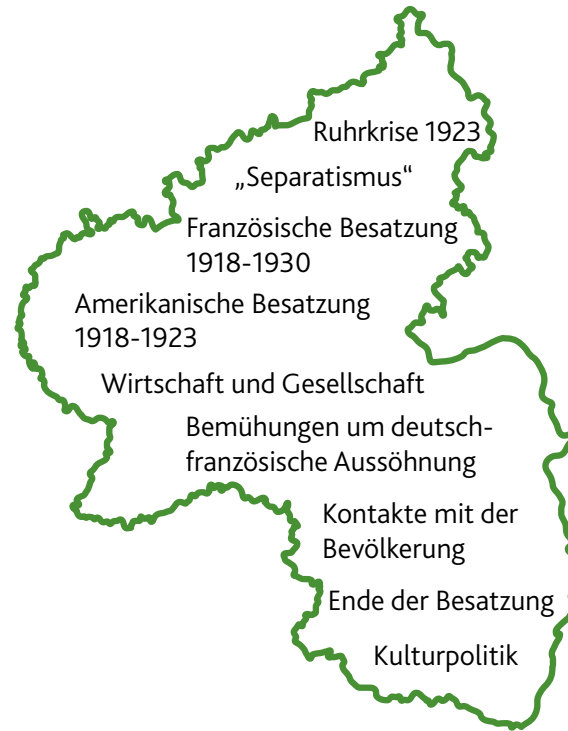 Ruhrkrise 1923
„Separatismus“
Französische Besatzung
1918-1930
Amerikanische Besatzung
1918-1923
Wirtschaft und Gesellschaft
Bemühungen um deutsch-
französische Aussöhnung
Kontakte mit der
Bevölkerung
Ende der Besatzung
Kulturpolitik